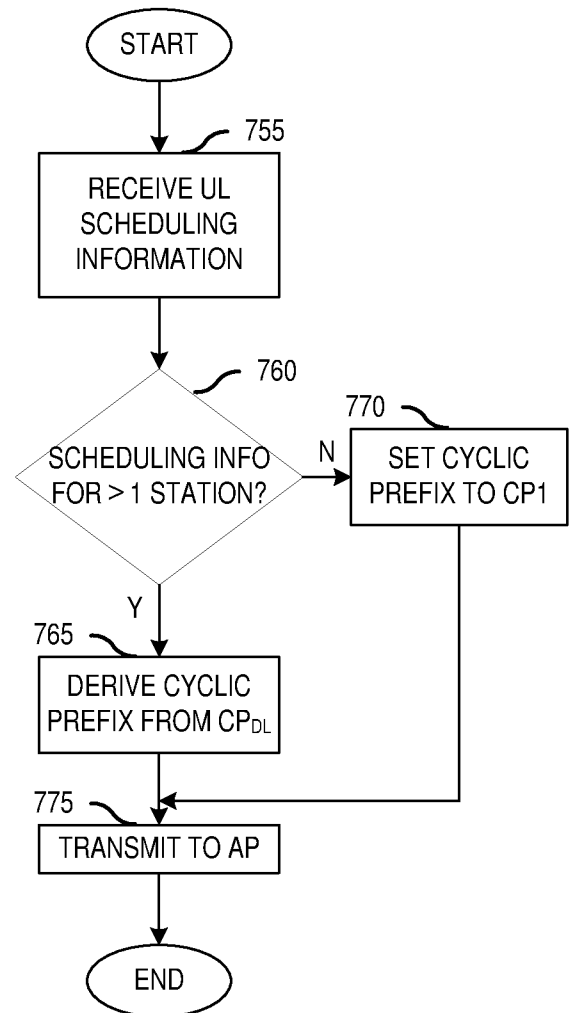 START
755
RECEIVE UL
SCHEDULING
INFORMATION
760
SCHEDULING INFO
FOR > 1 STATION?
N
770
SET CYCLIC
PREFIX TO CP1
Y
765
DERIVE CYCLIC
PREFIX FROM CPDL
775
TRANSMIT TO AP
END